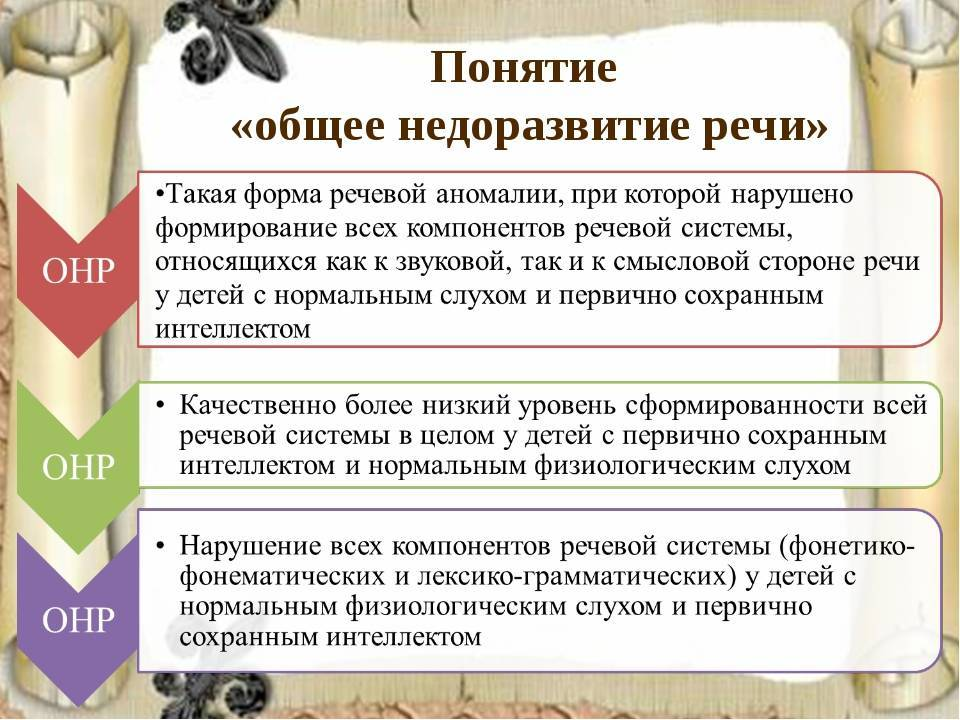 Понятие
«общее недоразвитие речи»
ОНР
•Такая форма речевой аномалии, при которой нарушено
формирование всех компонентов речевой системы,
относящихся как к звуковой, так и к смысловой стороне речи
у детей с нормальным слухом и первично сохранным
интеллектом
ОНР
• Качественно более низкий уровень сформированности всей
речевой системы в целом у детей с первично сохранным
интеллектом и нормальным физиологическим слухом
ОНР
• Нарушение всех компонентов речевой системы (фонетико-
фонематических и лексико-грамматических) у детей с
нормальным физиологическим слухом и первично
сохранным интеллектом